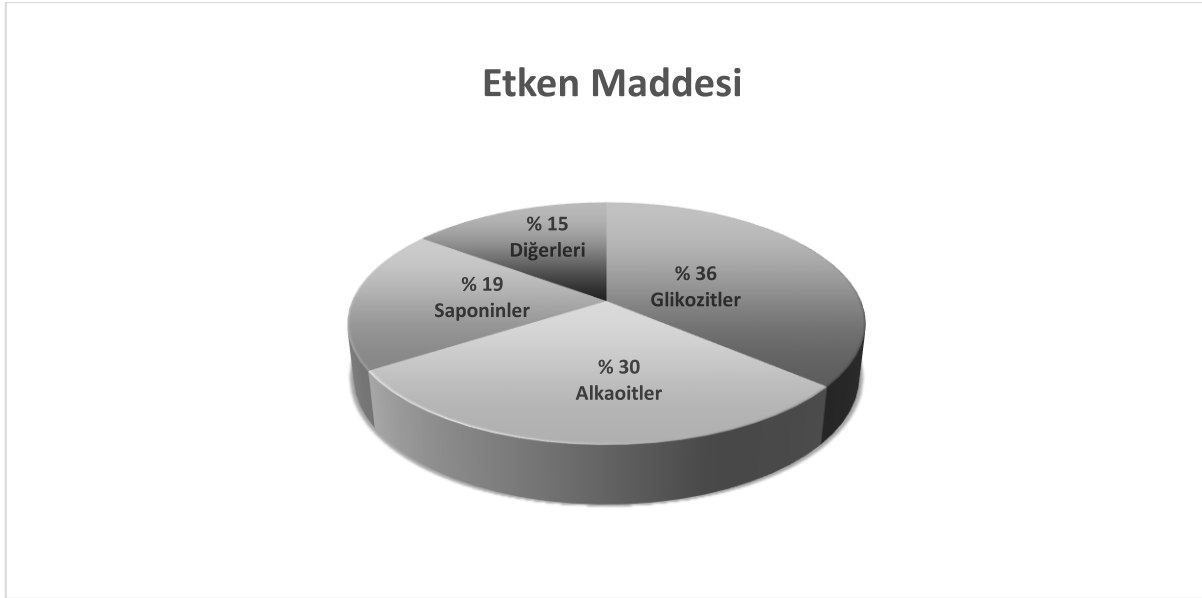 Etken Maddesi
% 15
Diğerleri
% 36
Glikozitler
% 19
Saponinler
% 30
Alkaoitler